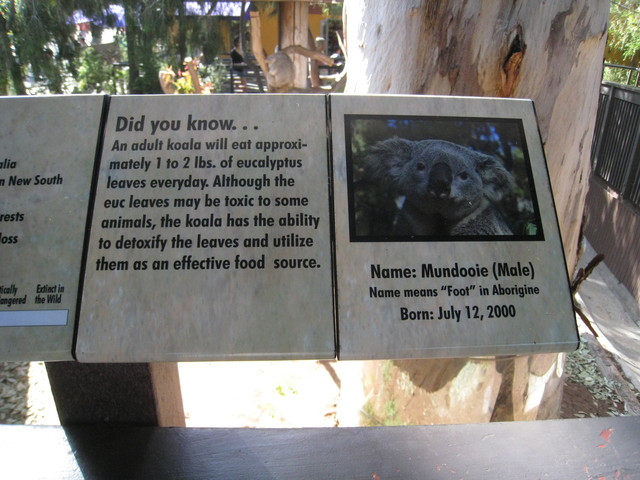 alia
n New South
rests
loss
tically
Extinct in
dangered
the Wild
Did you know. . .
An adult koala will eat approxi-
mately 1 to 2 lbs. of eucalyptus
leaves everyday. Although the
euc leaves may be toxic to some
animals, the koala has the ability
to detoxify the leaves and utilize
them as an effective food source.
Name: Mundooie (Male)
Name means “Foot” in Aborigine
Born: July 12, 2000